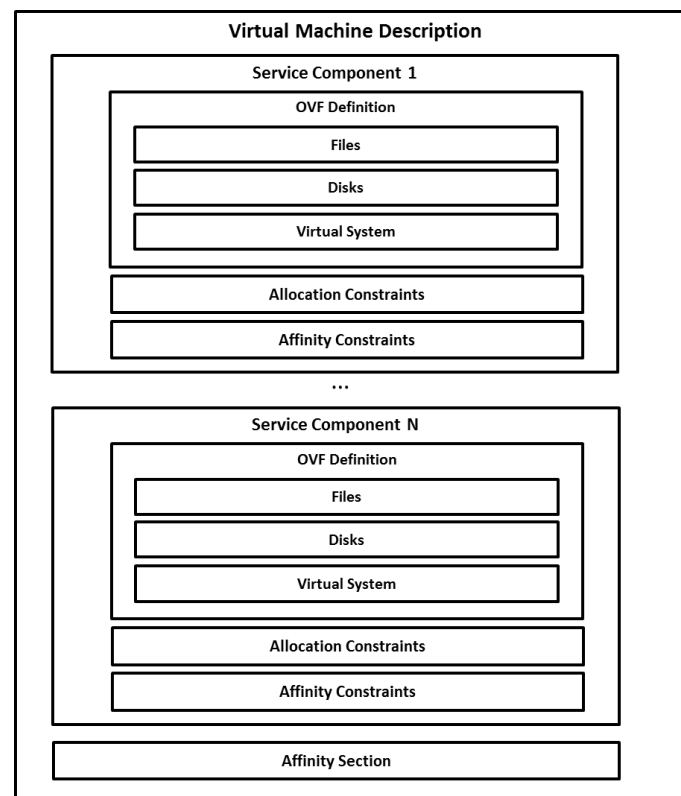 Virtual Machine Description
Service Component 1
OVF Definition
Files
Disks
Virtual System
Allocation Constraints
Affinity Constraints
...
Service Component N
OVF Definition
Files
Disks
Virtual System
Allocation Constraints
Affinity Constraints
Affinity Section